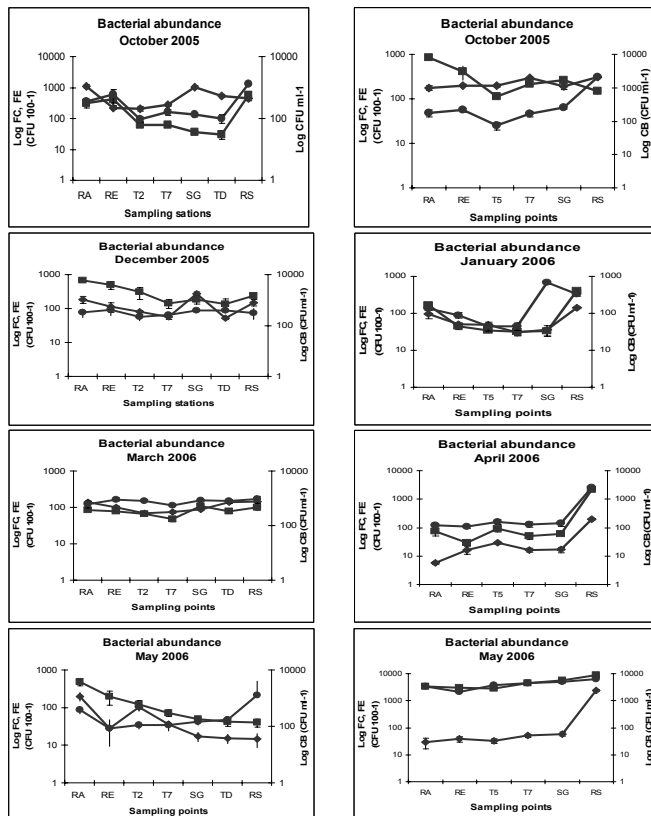 Bacterial abundance
October 2005
Log FC, FE
(CFU 100-1)
1000
100
10
1
10000
1000
100
10
1
Log CFU ml-1
RA RE T2 T7 SG TD RS
Sampling stations
Bacterial abundance
October 2005
Log FC, FE
(CFU 100-1)
1000
100
10
1
10000
1000
100
10
1
Log CB (CFU ml-1)
RA RE T5 T7 SG RS
Sampling points
Bacterial abundance
December 2005
Log FC, FE
(CFU 100-1)
1000
100
10
1
10000
100
1
Log CB(CFU ml-1)
RA RE T2 T7 SG TD RS
Sampling stations
Bacterial abundance
January 2006
Log FC, FE
(CFU 100-1)
1000
100
10
1
10000
100
1
Log CB (CFU ml-1)
RA RE T5 T7 SG RS
Sampling points
Bacterial abundance
March 2006
Log FC, FE
(CFU 100-1)
1000
100
10
1
10000
100
1
Log CB(CFU ml-1)
RA RE T2 T7 SG TD RS
Sampling points
Bacterial abundance
April 2006
Log FC, FE
(CFU 100-1)
10000
1000
100
10
1
10000
1000
100
10
1
Log CB(CFU ml-1)
RA RE T5 T7 SG RS
Sampling points
Bacterial abundance
May 2006
Log FC, FE
(CFU 100-1)
1000
100
10
1
10000
100
1
Log CB (CFU ml-1)
RA RE T2 T7 SG TD RS
Sampling points
Bacterial abundance
May 2006
Log FC, FE
(CFU 100-1)
10000
1000
100
10
1
10000
1000
100
10
1
Log CB (CFU ml-1)
RA RE T5 T7 SG RS
Sampling points